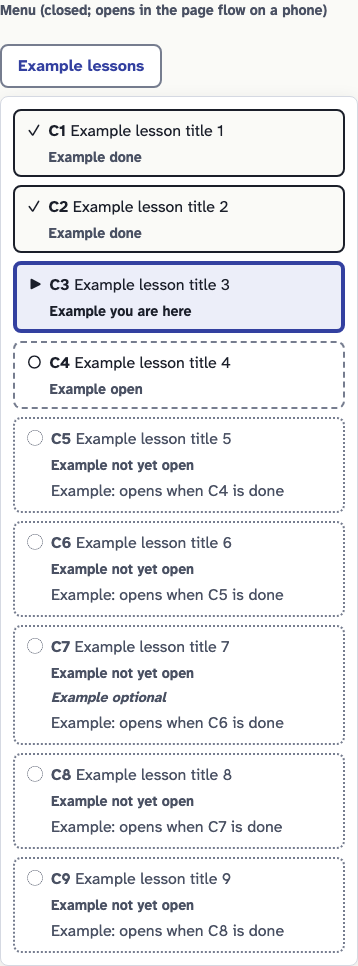 Menu (closed; opens in the page flow on a phone)
Example lessons
✓ C1 Example lesson title 1
Example done
✓ C2 Example lesson title 2
Example done
▶ C3 Example lesson title 3
Example you are here
C4 Example lesson title 4
Example open
C5 Example lesson title 5
Example not yet open
Example: opens when C4 is done
C6 Example lesson title 6
Example not yet open
Example: opens when C5 is done
C7 Example lesson title 7
Example not yet open
Example optional
Example: opens when C6 is done
C8 Example lesson title 8
Example not yet open
Example: opens when C7 is done
C9 Example lesson title 9
Example not yet open
Example: opens when C8 is done